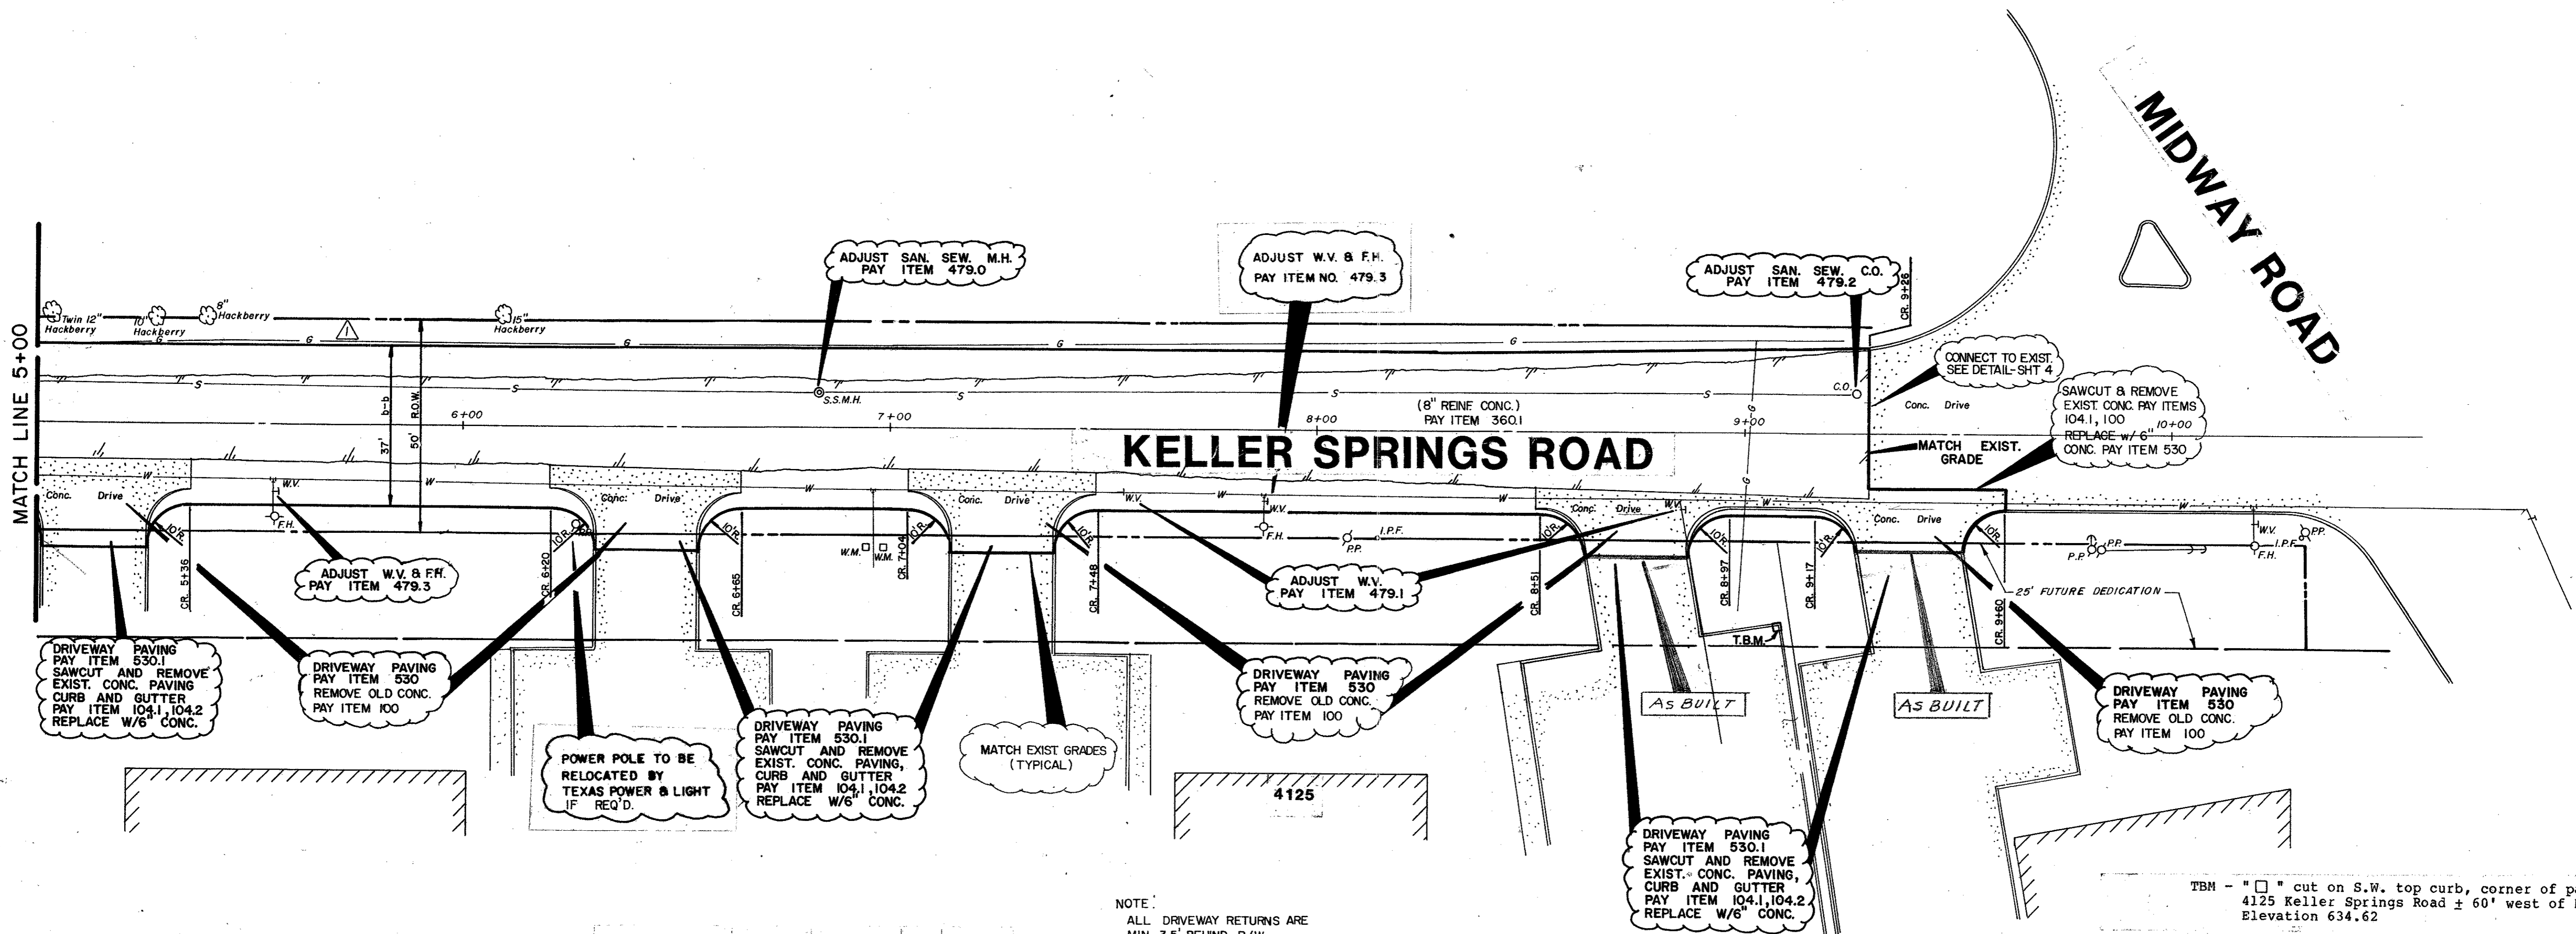 MIDWAY ROAD
MATCH LINE 5+00
ADJUST SAN. SEW. M.H.
PAY ITEM 479.0
ADJUST W.V. & F.H.
PAY ITEM NO. 479.3
ADJUST SAN. SEW. C.O.
PAY ITEM 479.2
CR. 9+26
Twin 12"
Hackberry
10"
Hackberry
8"
Hackberry
1
15"
Hackberry
G
G
G
G
G
CONNECT TO EXIST.
SEE DETAIL-SHT 4
S
S
S
S
S
S.S.M.H.
C.O.
37' b-b
50' R.O.W.
6+00
7+00
8+00
9+00
10+00
(8" REINF CONC.)
PAY ITEM 360.1
G
G
Conc. Drive
SAWCUT & REMOVE
EXIST. CONC. PAY ITEMS
104.1, 100
REPLACE w/ 6"
CONC. PAY ITEM 530
KELLER SPRINGS ROAD
MATCH EXIST.
GRADE
W
W
W
W
W
W
W
Conc. Drive
W.V.
F.H.
Conc. Drive
Conc. Drive
W.V.
W.V.
F.H.
P.P.
I.P.F.
Conc. Drive
W.V.
Conc. Drive
P.P.
P.P.
W.V.
I.P.F.
F.H.
P.P.
10'R.
10'R.
10'R.
10'R.
10'R.
10'R.
10'R.
10'R.
10'R.
W.M.
W.M.
CR. 5+36
CR. 6+20
CR. 6+65
CR. 7+04
CR. 7+48
CR. 8+51
CR. 8+97
CR. 9+17
CR. 9+60
ADJUST W.V. & F.H.
PAY ITEM 479.3
ADJUST W.V.
PAY ITEM 479.1
25' FUTURE DEDICATION
T.B.M.
DRIVEWAY PAVING
PAY ITEM 530.1
SAWCUT AND REMOVE
EXIST. CONC. PAVING
CURB AND GUTTER
PAY ITEM 104.1, 104.2
REPLACE W/6" CONC.
DRIVEWAY PAVING
PAY ITEM 530
REMOVE OLD CONC.
PAY ITEM 100
POWER POLE TO BE
RELOCATED BY
TEXAS POWER & LIGHT
IF REQ'D.
DRIVEWAY PAVING
PAY ITEM 530.1
SAWCUT AND REMOVE
EXIST. CONC. PAVING,
CURB AND GUTTER
PAY ITEM 104.1, 104.2
REPLACE W/6" CONC.
MATCH EXIST GRADES
(TYPICAL)
DRIVEWAY PAVING
PAY ITEM 530
REMOVE OLD CONC.
PAY ITEM 100
AS BUILT
AS BUILT
DRIVEWAY PAVING
PAY ITEM 530
REMOVE OLD CONC.
PAY ITEM 100
4125
DRIVEWAY PAVING
PAY ITEM 530.1
SAWCUT AND REMOVE
EXIST. CONC. PAVING,
CURB AND GUTTER
PAY ITEM 104.1, 104.2
REPLACE W/6" CONC.
NOTE:
ALL DRIVEWAY RETURNS ARE
MIN 3.5' BEHIND R/W
TBM - "□" cut on S.W. top curb, corner of
4125 Keller Springs Road ± 60' west of
Elevation 634.62